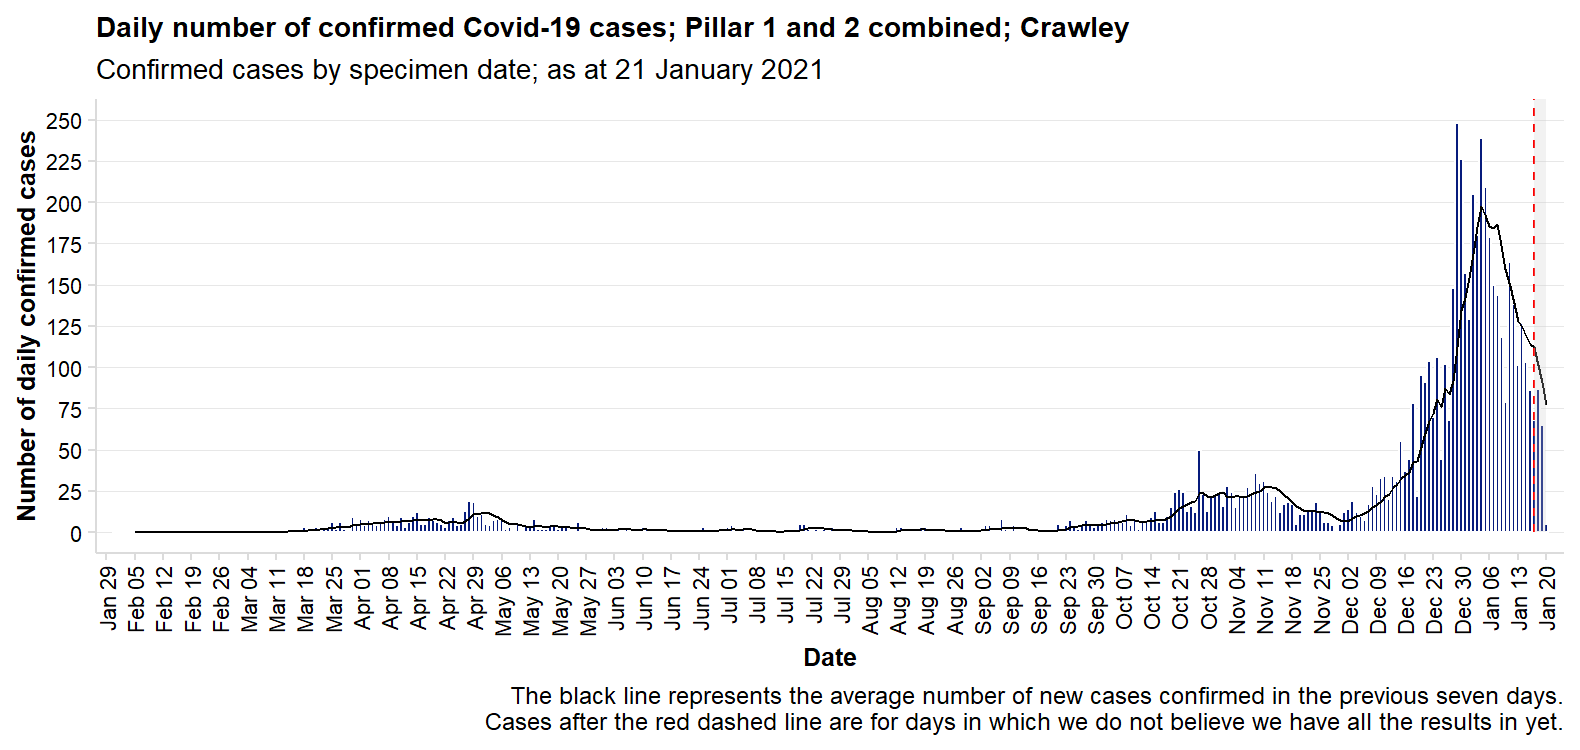 Daily number of confirmed Covid-19 cases; Pillar 1 and 2 combined; Crawley
Confirmed cases by specimen date; as at 21 January 2021
Number of daily confirmed cases
250
225
200
175
150
125
100
75
50
25
0
Jan 29
Feb 05
Feb 12
Feb 19
Feb 26
Mar 04
Mar 11
Mar 18
Mar 25
Apr 01
Apr 08
Apr 15
Apr 22
Apr 29
May 06
May 13
May 20
May 27
Jun 03
Jun 10
Jun 17
Jun 24
Jul 01
Jul 08
Jul 15
Jul 22
Jul 29
Aug 05
Aug 12
Aug 19
Aug 26
Sep 02
Sep 09
Sep 16
Sep 23
Sep 30
Oct 07
Oct 14
Oct 21
Oct 28
Nov 04
Nov 11
Nov 18
Nov 25
Dec 02
Dec 09
Dec 16
Dec 23
Dec 30
Jan 06
Jan 13
Jan 20
Date
The black line represents the average number of new cases confirmed in the previous seven days.
Cases after the red dashed line are for days in which we do not believe we have all the results in yet.